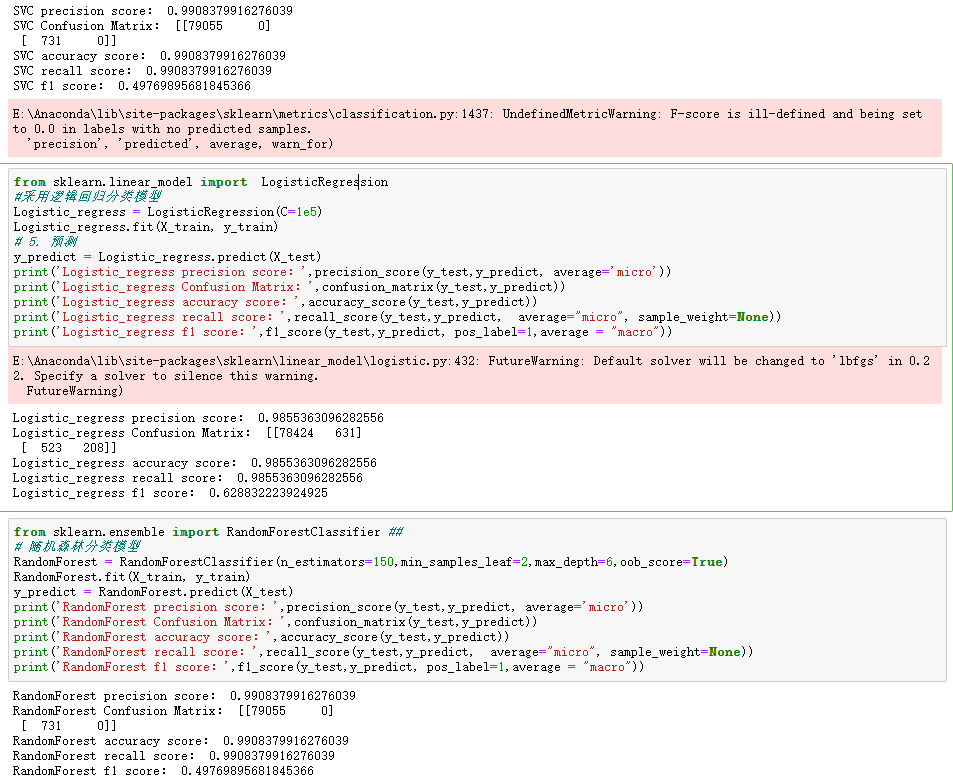 SVC precision score： 0.9908379916276039
SVC Confusion Matrix： [[79055     0]
 [  731     0]]
SVC accuracy score： 0.9908379916276039
SVC recall score： 0.9908379916276039
SVC f1 score： 0.49769895681845366
E:\Anaconda\lib\site-packages\sklearn\metrics\classification.py:1437: UndefinedMetricWarning: F-score is ill-defined and being set
to 0.0 in labels with no predicted samples.
  'precision', 'predicted', average, warn_for)
from sklearn.linear_model import  LogisticRegression
#采用逻辑回归分类模型
Logistic_regress = LogisticRegression(C=1e5)
Logistic_regress.fit(X_train, y_train)
# 5. 预测
y_predict = Logistic_regress.predict(X_test)
print('Logistic_regress precision score：',precision_score(y_test,y_predict, average='micro'))
print('Logistic_regress Confusion Matrix：',confusion_matrix(y_test,y_predict))
print('Logistic_regress accuracy score：',accuracy_score(y_test,y_predict))
print('Logistic_regress recall score：',recall_score(y_test,y_predict,  average="micro", sample_weight=None))
print('Logistic_regress f1 score：',f1_score(y_test,y_predict, pos_label=1,average = "macro"))
E:\Anaconda\lib\site-packages\sklearn\linear_model\logistic.py:432: FutureWarning: Default solver will be changed to 'lbfgs' in 0.2
2. Specify a solver to silence this warning.
  FutureWarning)
Logistic_regress precision score： 0.9855363096282556
Logistic_regress Confusion Matrix： [[78424   631]
 [  523   208]]
Logistic_regress accuracy score： 0.9855363096282556
Logistic_regress recall score： 0.9855363096282556
Logistic_regress f1 score： 0.628832223924925
from sklearn.ensemble import RandomForestClassifier ##
# 随机森林分类模型
RandomForest = RandomForestClassifier(n_estimators=150,min_samples_leaf=2,max_depth=6,oob_score=True)
RandomForest.fit(X_train, y_train)
y_predict = RandomForest.predict(X_test)
print('RandomForest precision score：',precision_score(y_test,y_predict, average='micro'))
print('RandomForest Confusion Matrix：',confusion_matrix(y_test,y_predict))
print('RandomForest accuracy score：',accuracy_score(y_test,y_predict))
print('RandomForest recall score：',recall_score(y_test,y_predict,  average="micro", sample_weight=None))
print('RandomForest f1 score：',f1_score(y_test,y_predict, pos_label=1,average = "macro"))
RandomForest precision score： 0.9908379916276039
RandomForest Confusion Matrix： [[79055     0]
 [  731     0]]
RandomForest accuracy score： 0.9908379916276039
RandomForest recall score： 0.9908379916276039
RandomForest f1 score： 0.49769895681845366